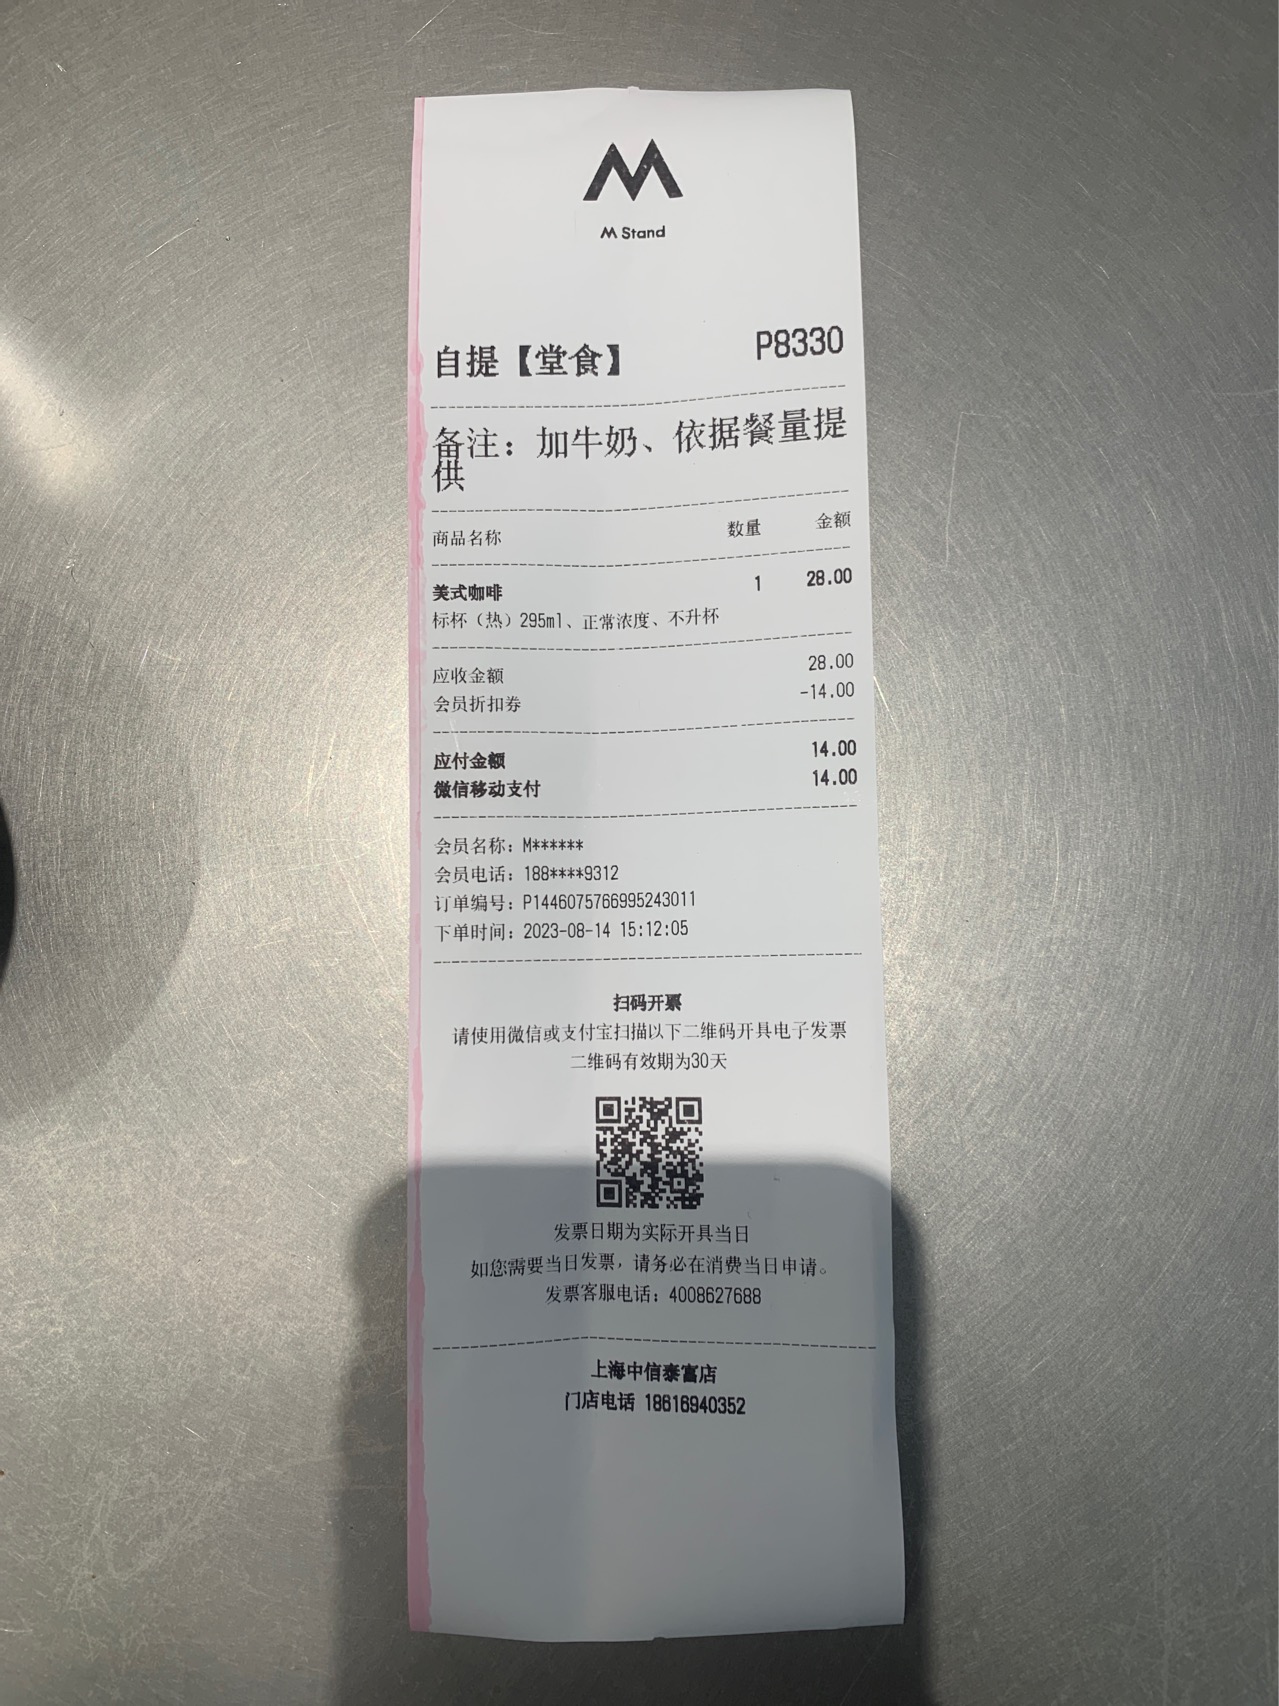 M Stand
自提【堂食】 P8330
备注：加牛奶、依据餐量提
供
商品名称 数量 金额
美式咖啡 1 28.00
标杯（热）295ml、正常浓度、不升杯
应收金额 28.00
会员折扣券 -14.00
应付金额 14.00
微信移动支付 14.00
会员名称：M******
会员电话：188****9312
订单编号：P1446075766995243011
下单时间：2023-08-14 15:12:05
扫码开票
请使用微信或支付宝扫描以下二维码开具电子发票
二维码有效期为30天
发票日期为实际开具当日
如您需要当日发票，请务必在消费当日申请。
发票客服电话：4008627688
上海中信泰富店
门店电话 18616940352